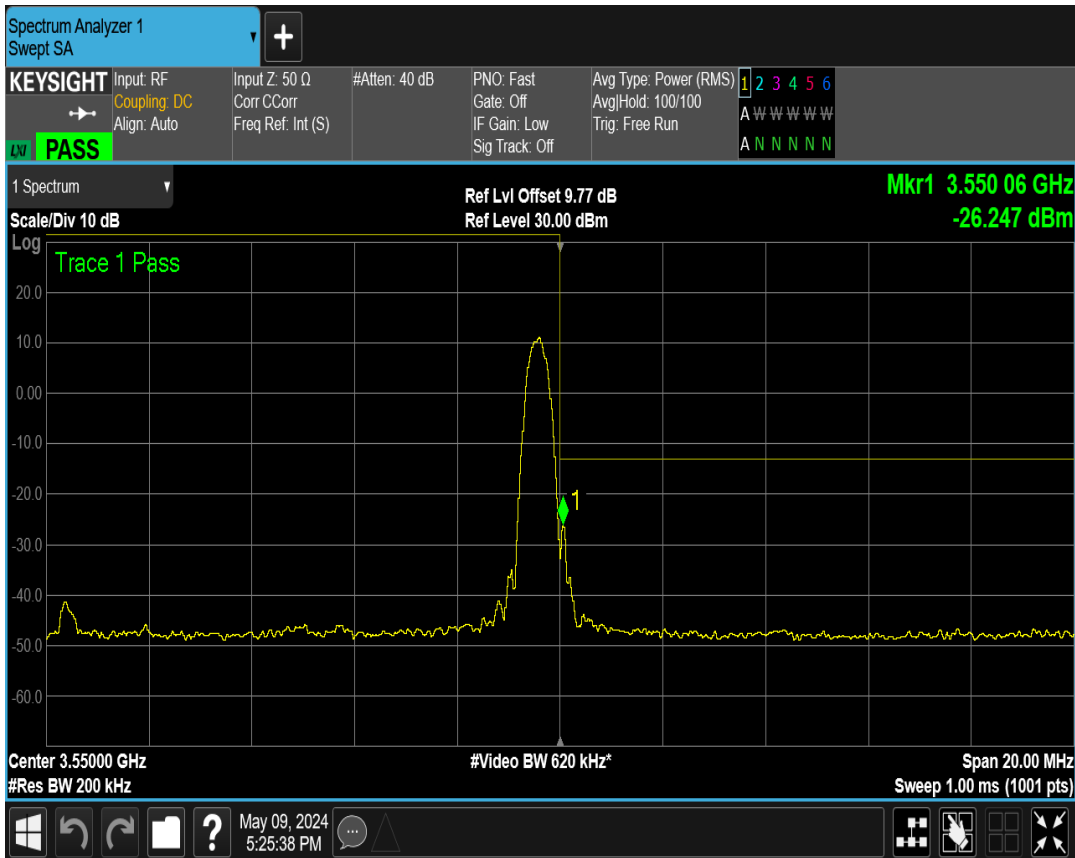 Spectrum Analyzer 1
Swept SA
KEYSIGHT
LXI PASS
Input: RF
Coupling: DC
Align: Auto
Input Z: 50 Ω
Corr CCorr
Freq Ref: Int (S)
#Atten: 40 dB
PNO: Fast
Gate: Off
IF Gain: Low
Sig Track: Off
Avg Type: Power (RMS)
Avg|Hold: 100/100
Trig: Free Run
1 2 3 4 5 6
A W W W W W
A N N N N N
1 Spectrum
Scale/Div 10 dB
Ref Lvl Offset 9.77 dB
Ref Level 30.00 dBm
Mkr1 3.550 06 GHz
-26.247 dBm
Log
Trace 1 Pass
20.0
10.0
0.00
-10.0
-20.0
1
-30.0
-40.0
-50.0
-60.0
Center 3.55000 GHz
#Res BW 200 kHz
#Video BW 620 kHz*
Span 20.00 MHz
Sweep 1.00 ms (1001 pts)
?
May 09, 2024
5:25:38 PM